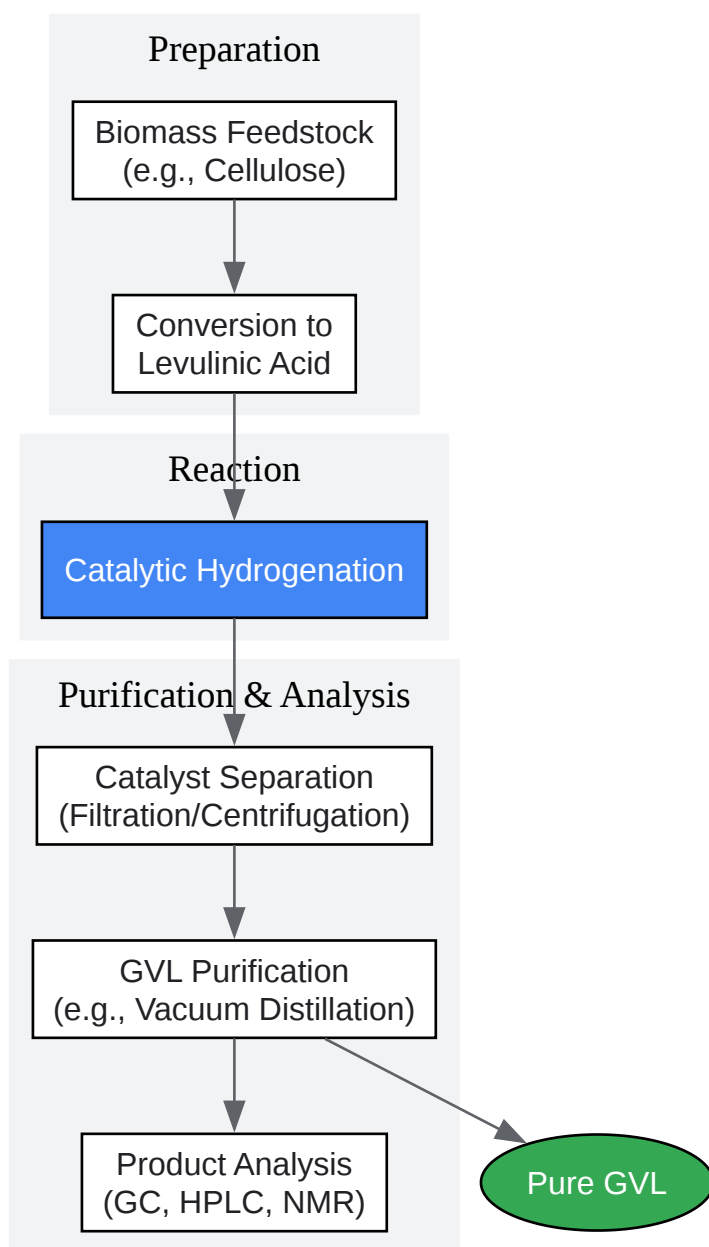 Preparation
Biomass Feedstock
(e.g., Cellulose)
Conversion to
Levulinic Acid
Reaction
Catalytic Hydrogenation
Purification & Analysis
Catalyst Separation
(Filtration/Centrifugation)
GVL Purification
(e.g., Vacuum Distillation)
Product Analysis
(GC, HPLC, NMR)
Pure GVL